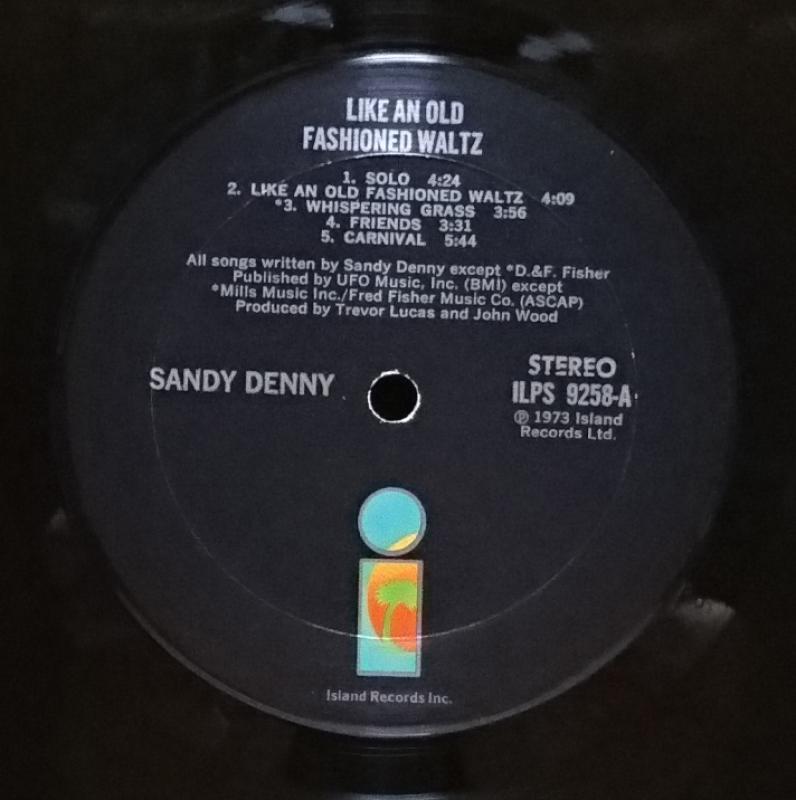 LIKE AN OLD
FASHIONED WALTZ
1. SOLO 4:24
2. LIKE AN OLD FASHIONED WALTZ 4:09
*3. WHISPERING GRASS 3:56
4. FRIENDS 3:31
5. CARNIVAL 5:44
All songs written by Sandy Denny except *D.&F. Fisher
Published by UFO Music, Inc. (BMI) except
*Mills Music Inc./Fred Fisher Music Co. (ASCAP)
Produced by Trevor Lucas and John Wood
SANDY DENNY
STEREO
ILPS 9258-A
℗ 1973 Island
Records Ltd.
i
Island Records Inc.